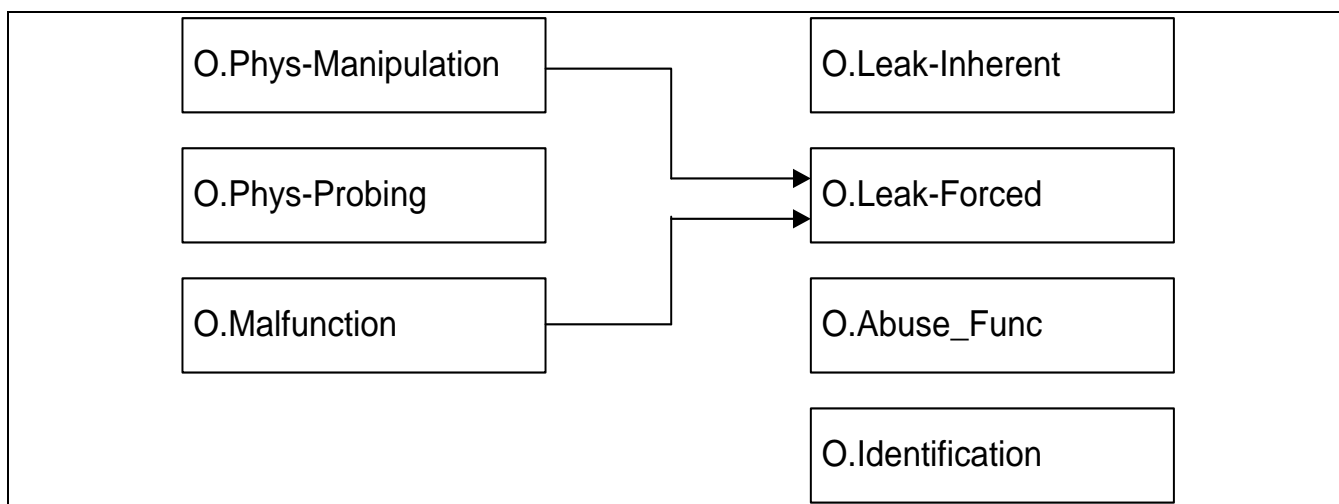 O.Phys-Manipulation
O.Leak-Inherent
O.Phys-Probing
O.Leak-Forced
O.Malfunction
O.Abuse_Func
O.Identification